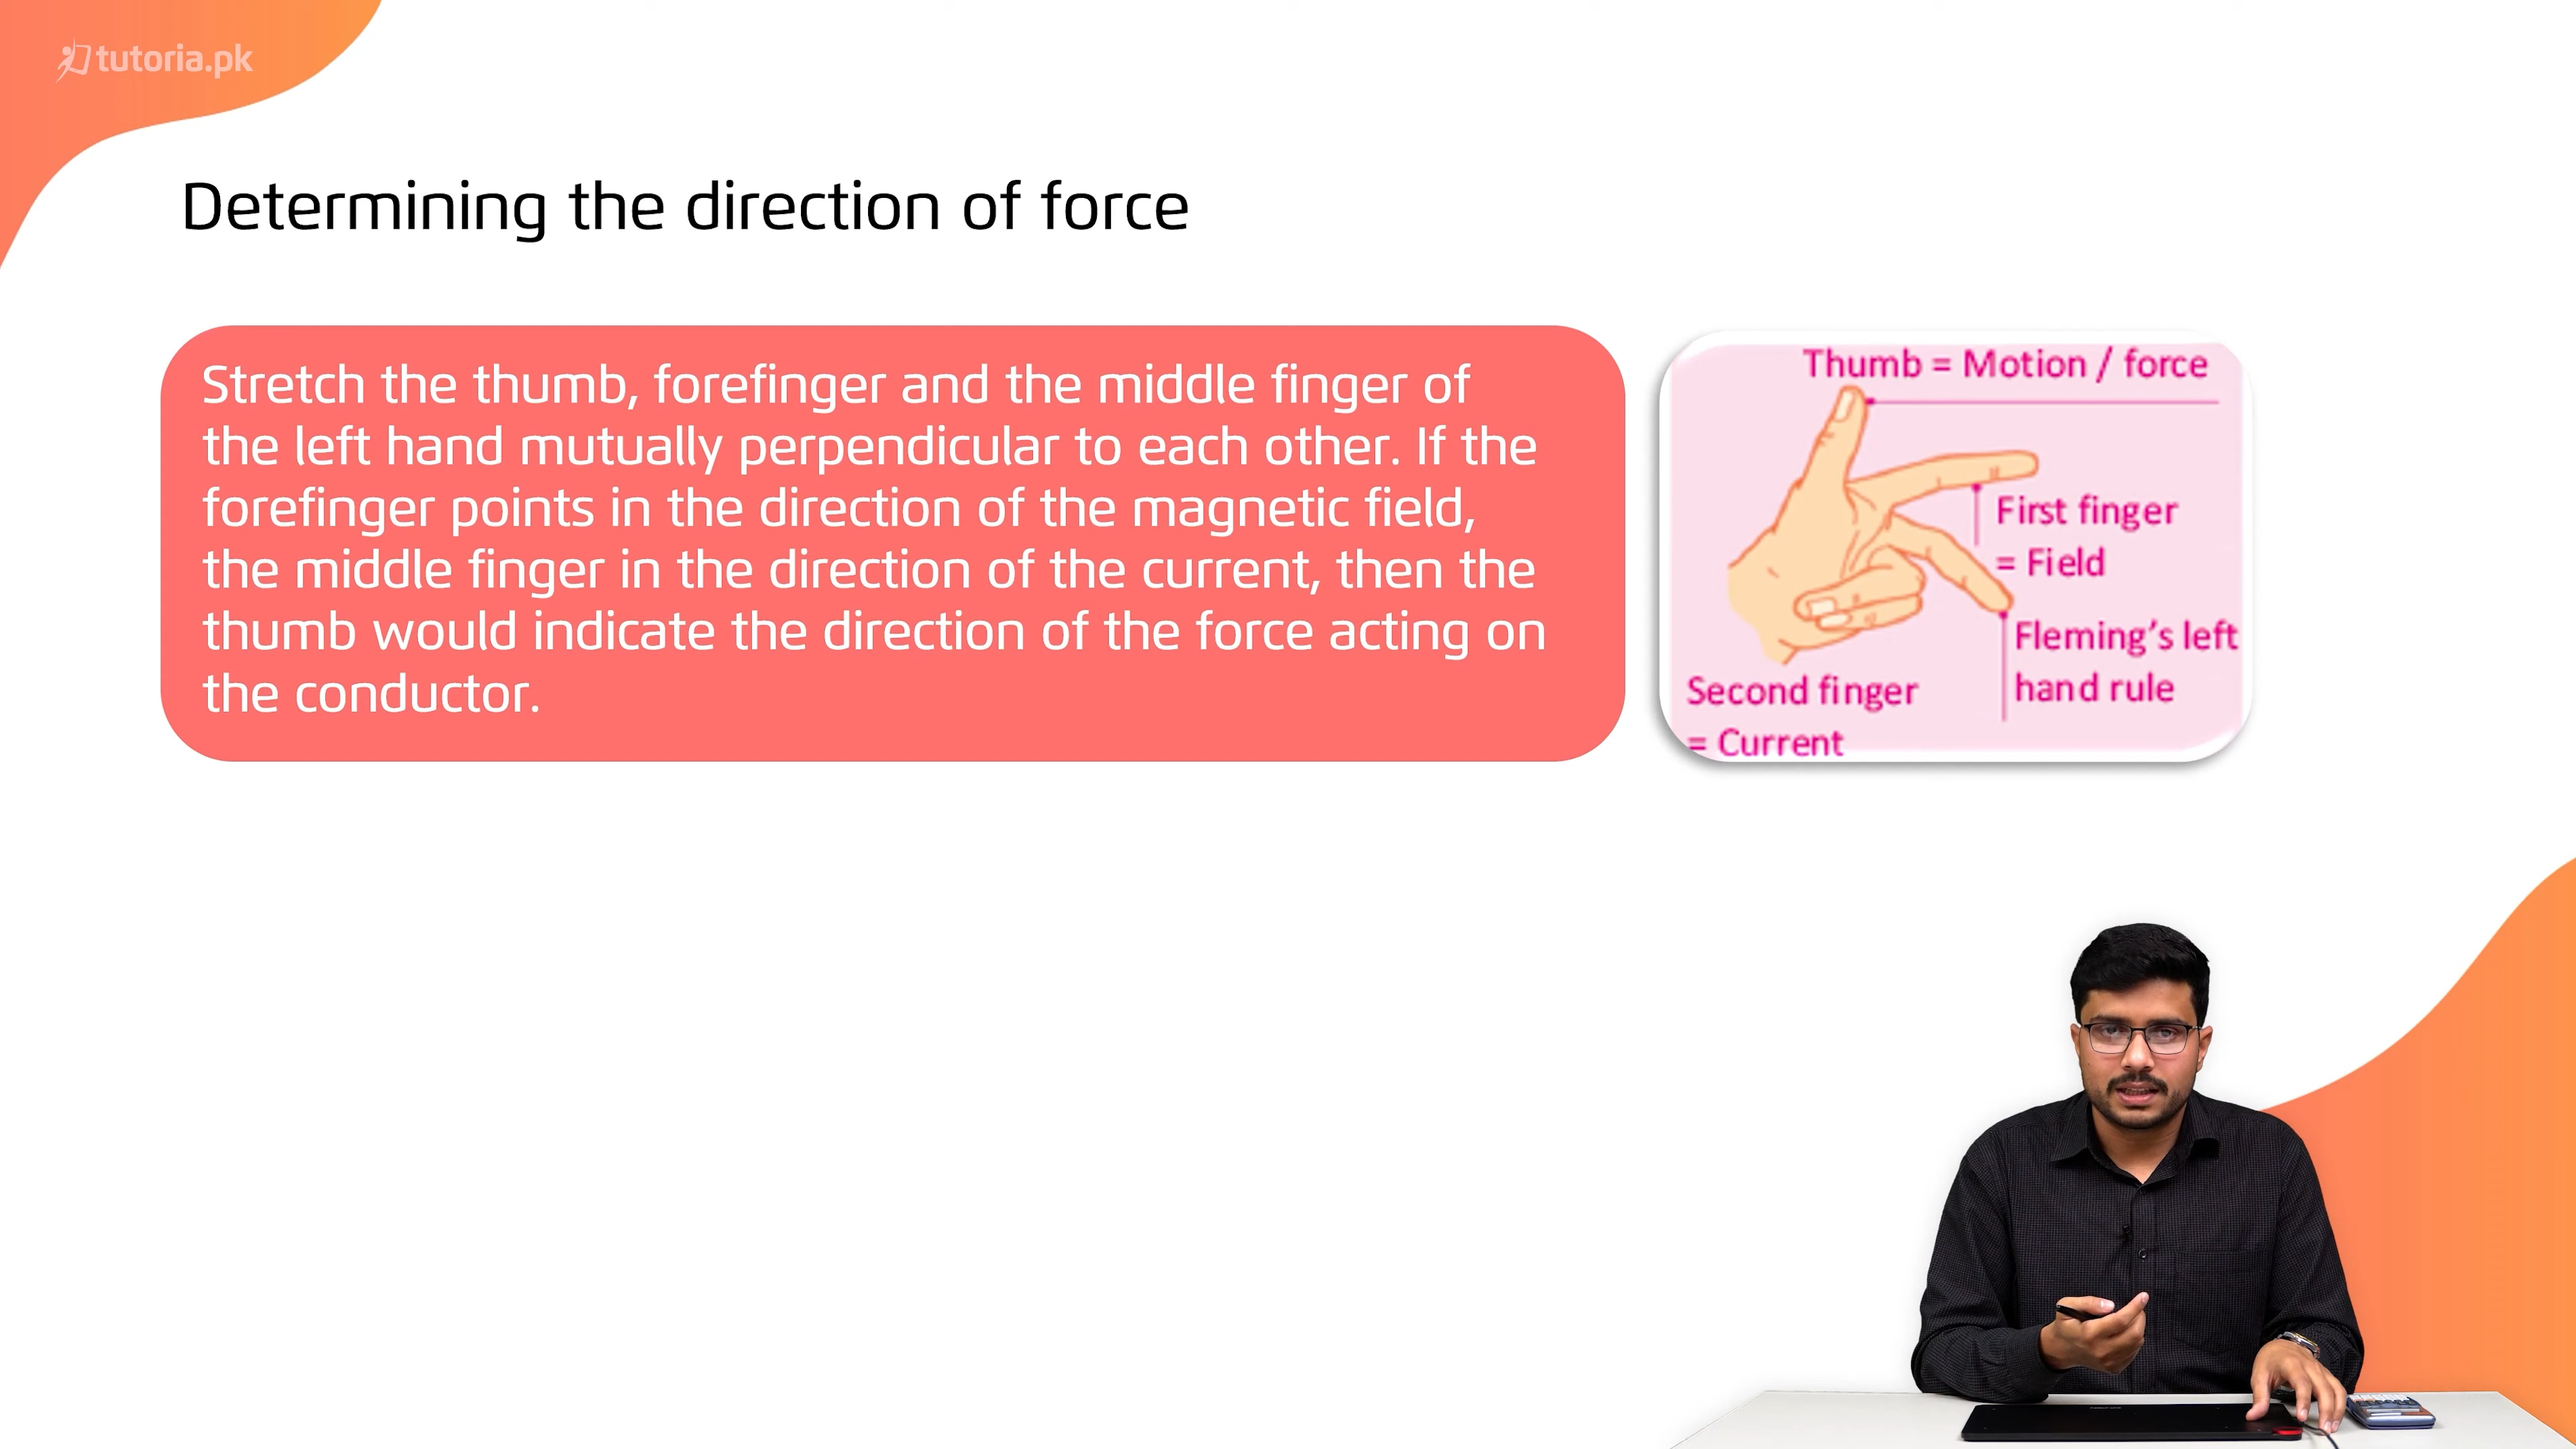 tutoria.pk
Determining the direction of force
Stretch the thumb, forefinger and the middle finger of
the left hand mutually perpendicular to each other. If the
forefinger points in the direction of the magnetic field,
the middle finger in the direction of the current, then the
thumb would indicate the direction of the force acting on
the conductor.
Thumb = Motion / force
First finger
= Field
Fleming's left
hand rule
Second finger
= Current